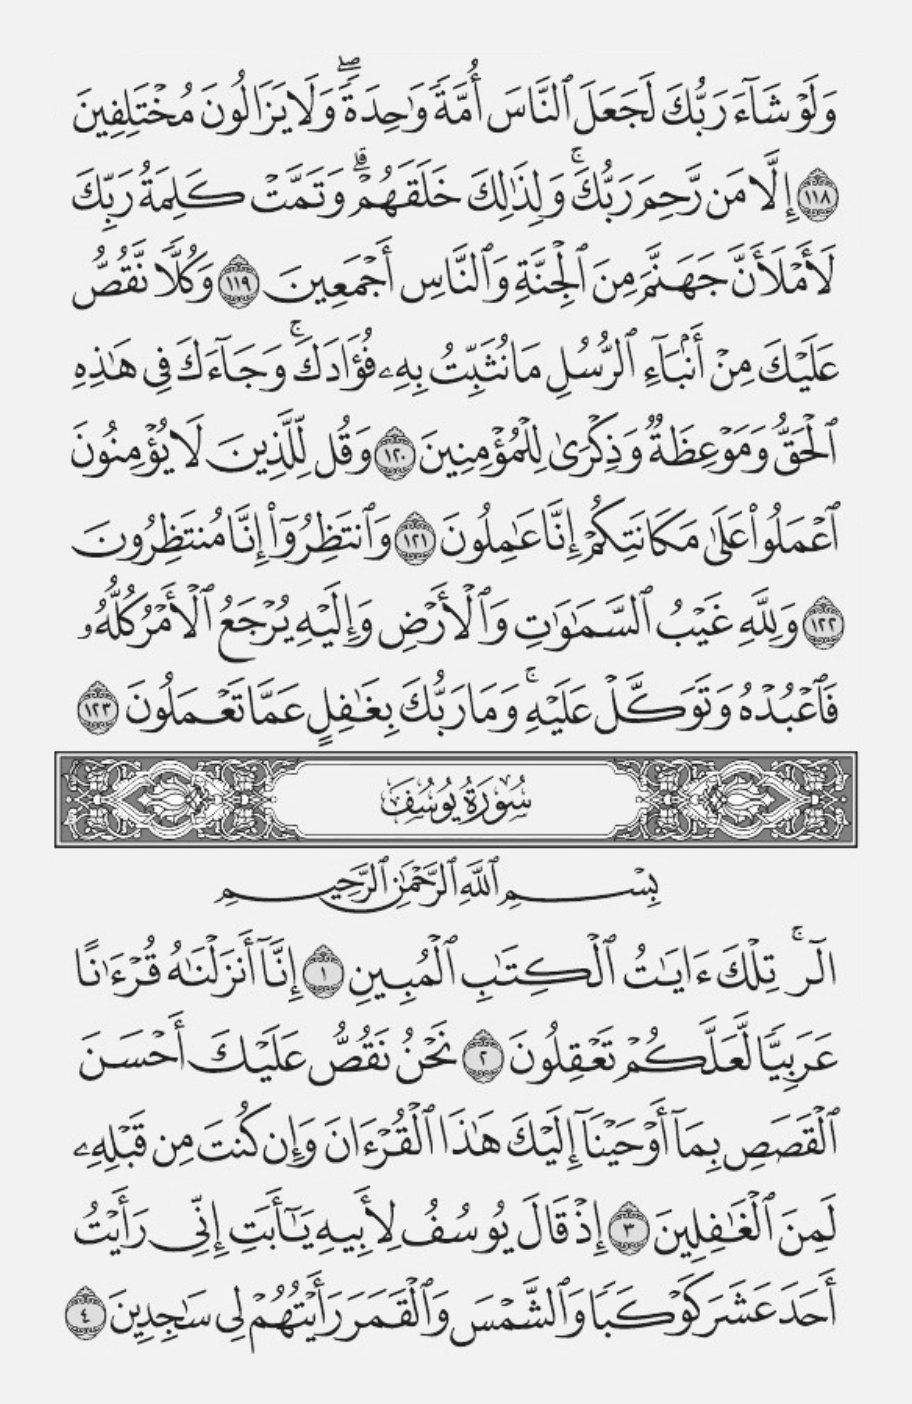 وَلَوْ شَآءَ رَبُّكَ لَجَعَلَ ٱلنَّاسَ أُمَّةً وَٰحِدَةً ۖ وَلَا يَزَالُونَ مُخْتَلِفِينَ
١١٨ إِلَّا مَن رَّحِمَ رَبُّكَ ۚ وَلِذَٰلِكَ خَلَقَهُمْ ۗ وَتَمَّتْ كَلِمَةُ رَبِّكَ
لَأَمْلَأَنَّ جَهَنَّمَ مِنَ ٱلْجِنَّةِ وَٱلنَّاسِ أَجْمَعِينَ ١١٩ وَكُلًّا نَّقُصُّ
عَلَيْكَ مِنْ أَنۢبَآءِ ٱلرُّسُلِ مَا نُثَبِّتُ بِهِۦ فُؤَادَكَ ۚ وَجَآءَكَ فِى هَٰذِهِ
ٱلْحَقُّ وَمَوْعِظَةٌ وَذِكْرَىٰ لِلْمُؤْمِنِينَ ١٢٠ وَقُل لِّلَّذِينَ لَا يُؤْمِنُونَ
ٱعْمَلُوا۟ عَلَىٰ مَكَانَتِكُمْ إِنَّا عَٰمِلُونَ ١٢١ وَٱنتَظِرُوٓا۟ إِنَّا مُنتَظِرُونَ
١٢٢ وَلِلَّهِ غَيْبُ ٱلسَّمَٰوَٰتِ وَٱلْأَرْضِ وَإِلَيْهِ يُرْجَعُ ٱلْأَمْرُ كُلُّهُۥ
فَٱعْبُدْهُ وَتَوَكَّلْ عَلَيْهِ ۚ وَمَا رَبُّكَ بِغَٰفِلٍ عَمَّا تَعْمَلُونَ ١٢٣
سُورَةُ يُوسُفَ
بِسْمِ ٱللَّهِ ٱلرَّحْمَٰنِ ٱلرَّحِيمِ
الٓر ۚ تِلْكَ ءَايَٰتُ ٱلْكِتَٰبِ ٱلْمُبِينِ ١ إِنَّآ أَنزَلْنَٰهُ قُرْءَٰنًا
عَرَبِيًّا لَّعَلَّكُمْ تَعْقِلُونَ ٢ نَحْنُ نَقُصُّ عَلَيْكَ أَحْسَنَ
ٱلْقَصَصِ بِمَآ أَوْحَيْنَآ إِلَيْكَ هَٰذَا ٱلْقُرْءَانَ وَإِن كُنتَ مِن قَبْلِهِۦ
لَمِنَ ٱلْغَٰفِلِينَ ٣ إِذْ قَالَ يُوسُفُ لِأَبِيهِ يَٰٓأَبَتِ إِنِّى رَأَيْتُ
أَحَدَ عَشَرَ كَوْكَبًا وَٱلشَّمْسَ وَٱلْقَمَرَ رَأَيْتُهُمْ لِى سَٰجِدِينَ ٤